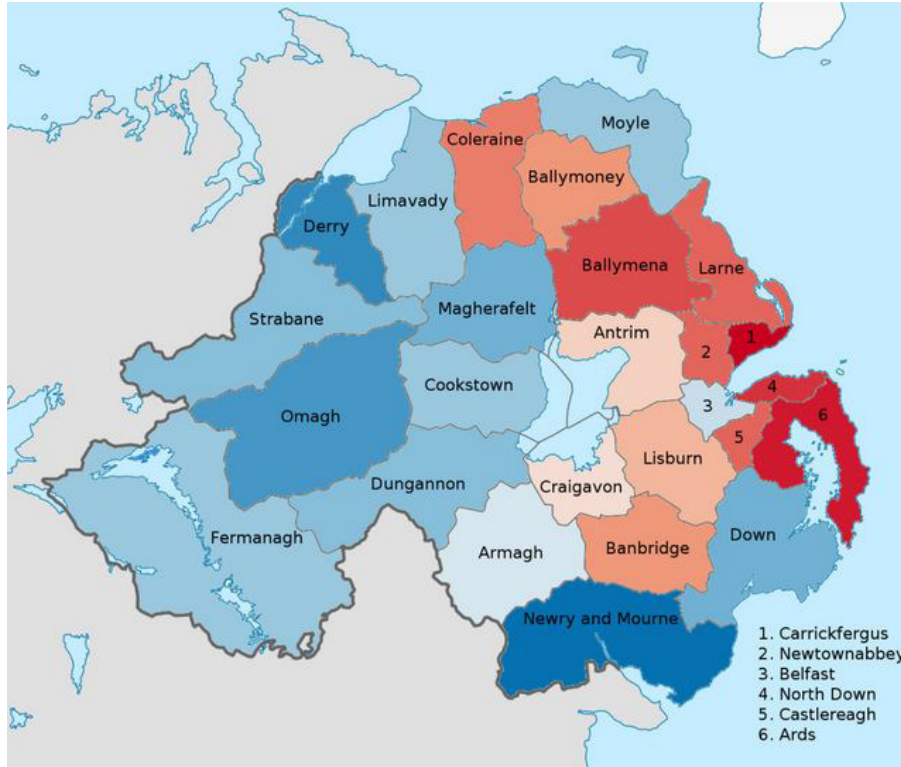 Moyle
Coleraine
Ballymoney
Limavady
Derry
Ballymena
Larne
Magherafelt
Strabane
Antrim
1
2
Cookstown
4
3
6
Omagh
5
Lisburn
Dungannon
Craigavon
Fermanagh
Down
Armagh
Banbridge
Newry and Mourne
1. Carrickfergus
2. Newtownabbey
3. Belfast
4. North Down
5. Castlereagh
6. Ards